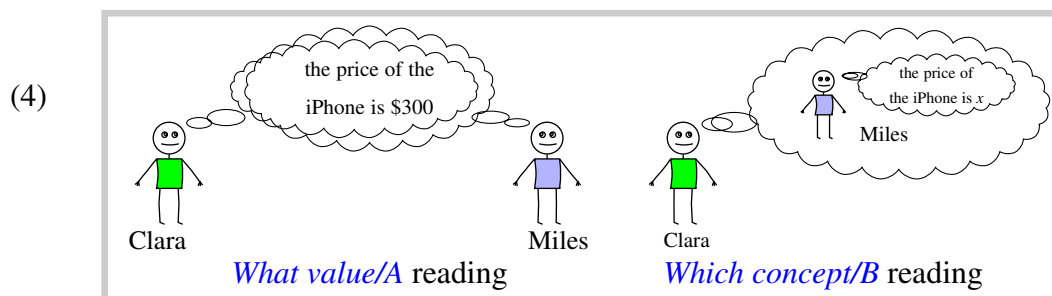 (4)
the price of the
iPhone is $300
Clara
Miles
What value/A reading
the price of
the iPhone is x
Miles
Clara
Which concept/B reading